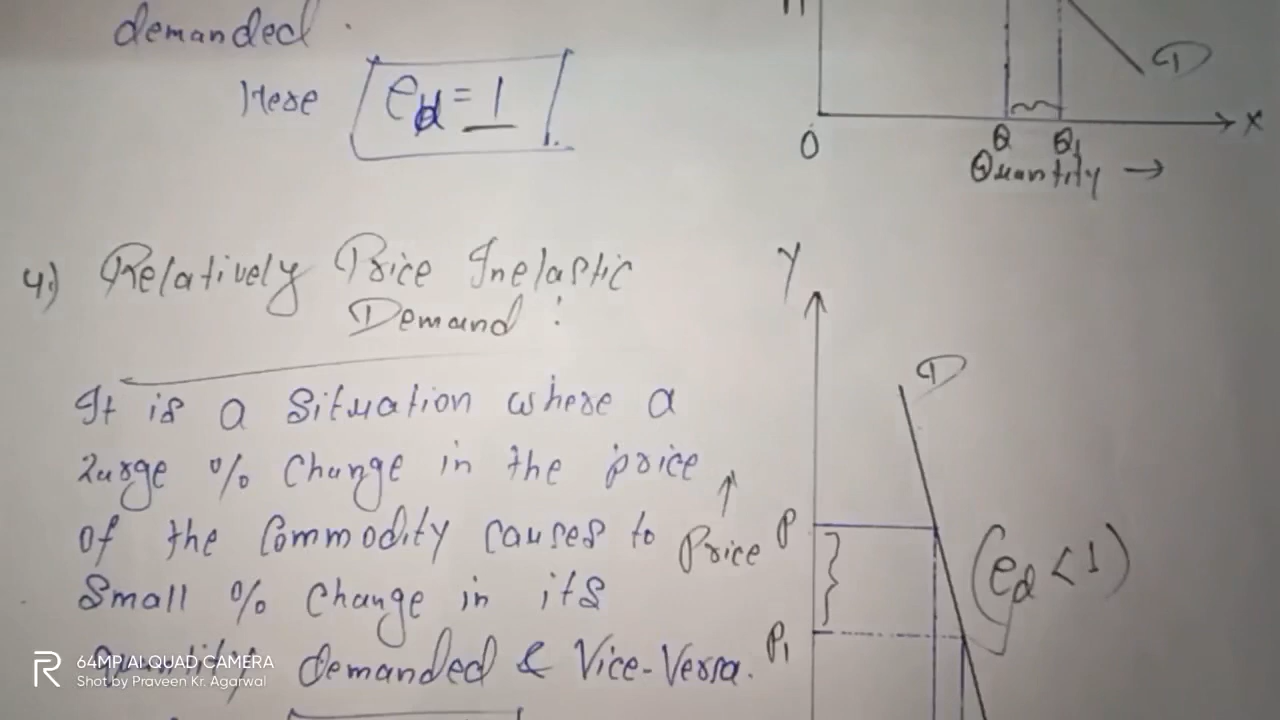 demanded.
Here ed = 1
O
Q Q1
X
Quantity →
4.) Relatively Price Inelastic
Demand :
It is a situation where a
Large % Change in the price
of the Commodity causes to
Small % Change in its
Quantity demanded & Vice-Versa.
Y
D
D
Price
P
P1
(ed < 1)
64MP AI QUAD CAMERA
Shot by Praveen Kr. Agarwal